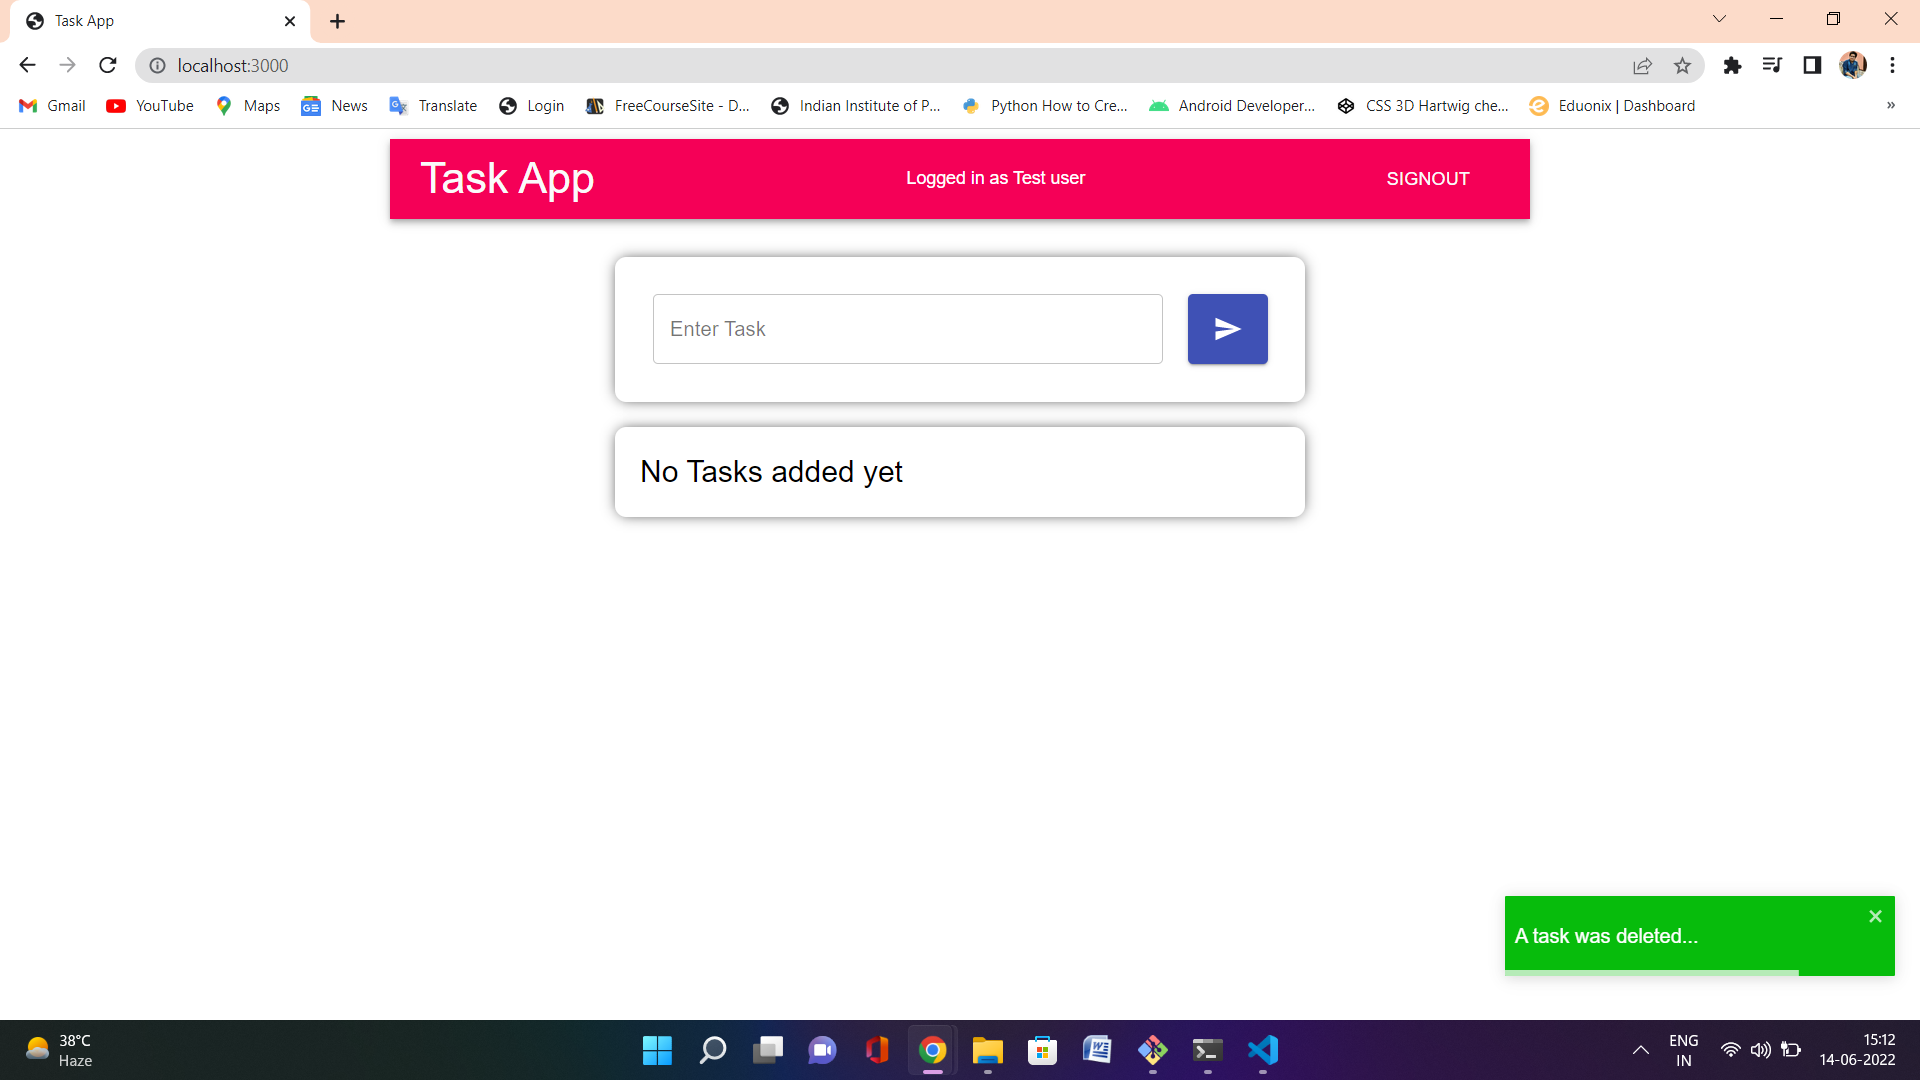 Task App
localhost:3000
Gmail YouTube Maps News Translate Login FreeCourseSite - D... Indian Institute of P... Python How to Cre... Android Developer... CSS 3D Hartwig che... Eduonix | Dashboard »
Task App Logged in as Test user SIGNOUT
Enter Task
No Tasks added yet
A task was deleted...
38°C
Haze
ENG
IN
15:12
14-06-2022